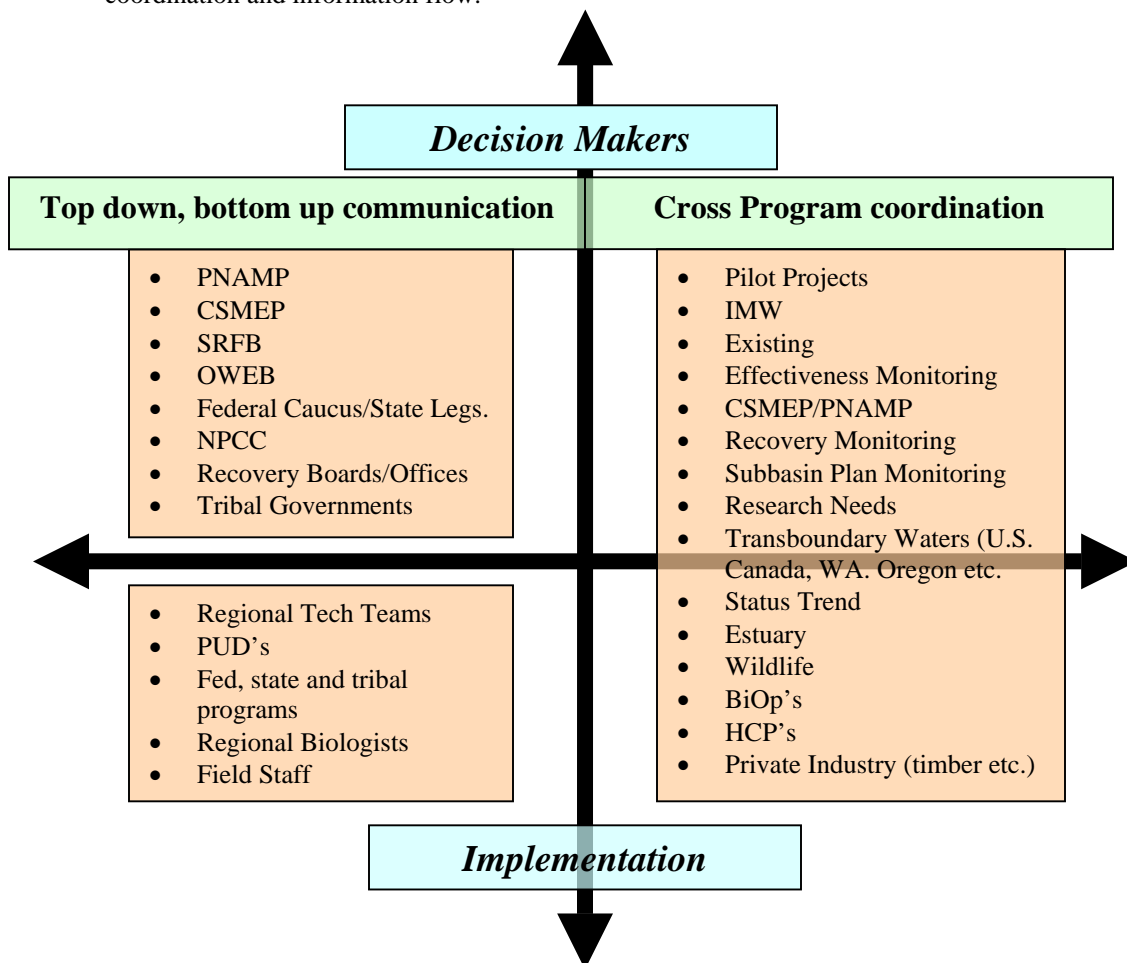 coordination and information flow.
Decision Makers
Top down, bottom up communication
Cross Program coordination
• PNAMP
• CSMEP
• SRFB
• OWEB
• Federal Caucus/State Legs.
• NPCC
• Recovery Boards/Offices
• Tribal Governments
• Regional Tech Teams
• PUD’s
• Fed, state and tribal
programs
• Regional Biologists
• Field Staff
• Pilot Projects
• IMW
• Existing
• Effectiveness Monitoring
• CSMEP/PNAMP
• Recovery Monitoring
• Subbasin Plan Monitoring
• Research Needs
• Transboundary Waters (U.S.
Canada, WA. Oregon etc.
• Status Trend
• Estuary
• Wildlife
• BiOp’s
• HCP’s
• Private Industry (timber etc.)
Implementation